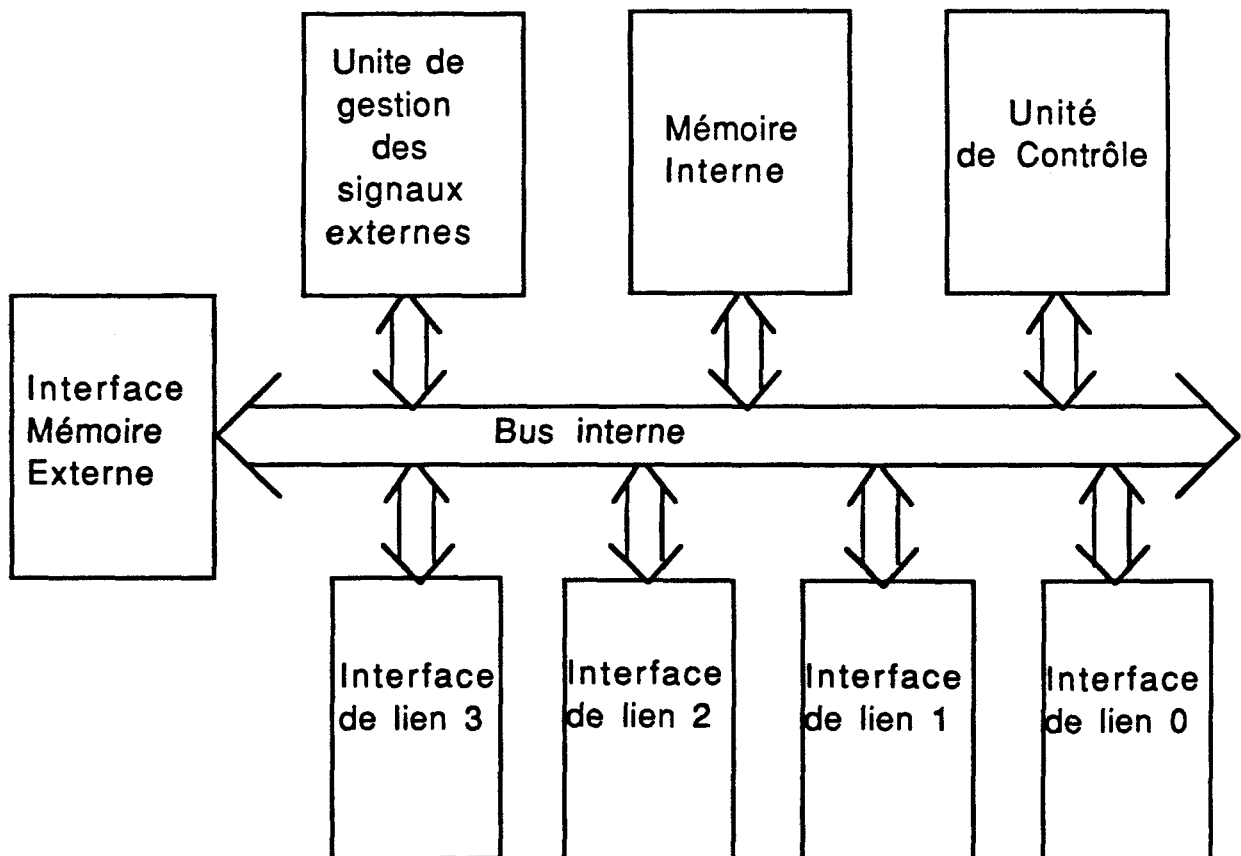 Unite de
gestion
des
signaux
externes
Mémoire
Interne
Unité
de Contrôle
Interface
Mémoire
Externe
Bus interne
Interface
de lien 3
Interface
de lien 2
Interface
de lien 1
Interface
de lien 0